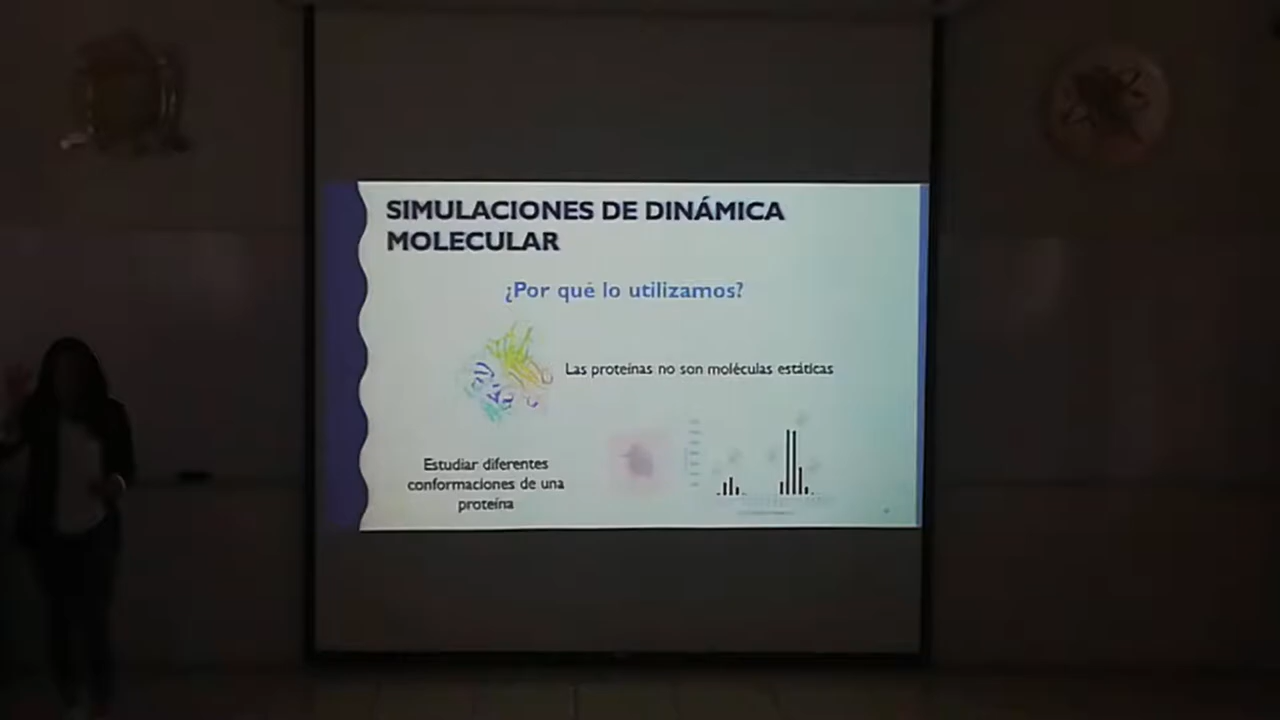 SIMULACIONES DE DINÁMICA
MOLECULAR
¿Por qué lo utilizamos?
Las proteínas no son moléculas estáticas
Estudiar diferentes
conformaciones de una
proteína